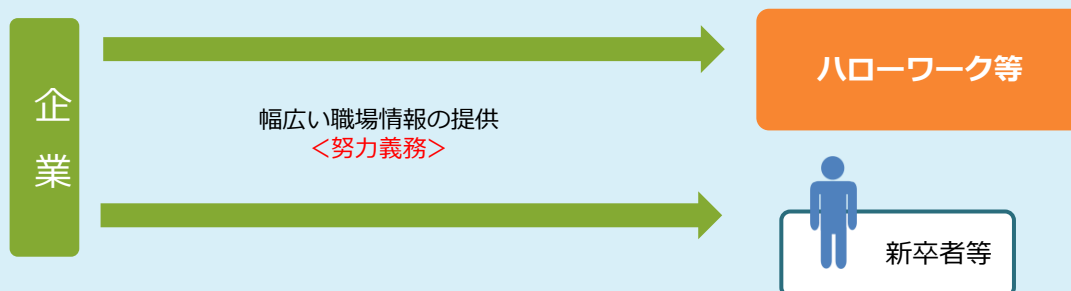 企業
ハローワーク等
幅広い職場情報の提供
＜努力義務＞
新卒者等